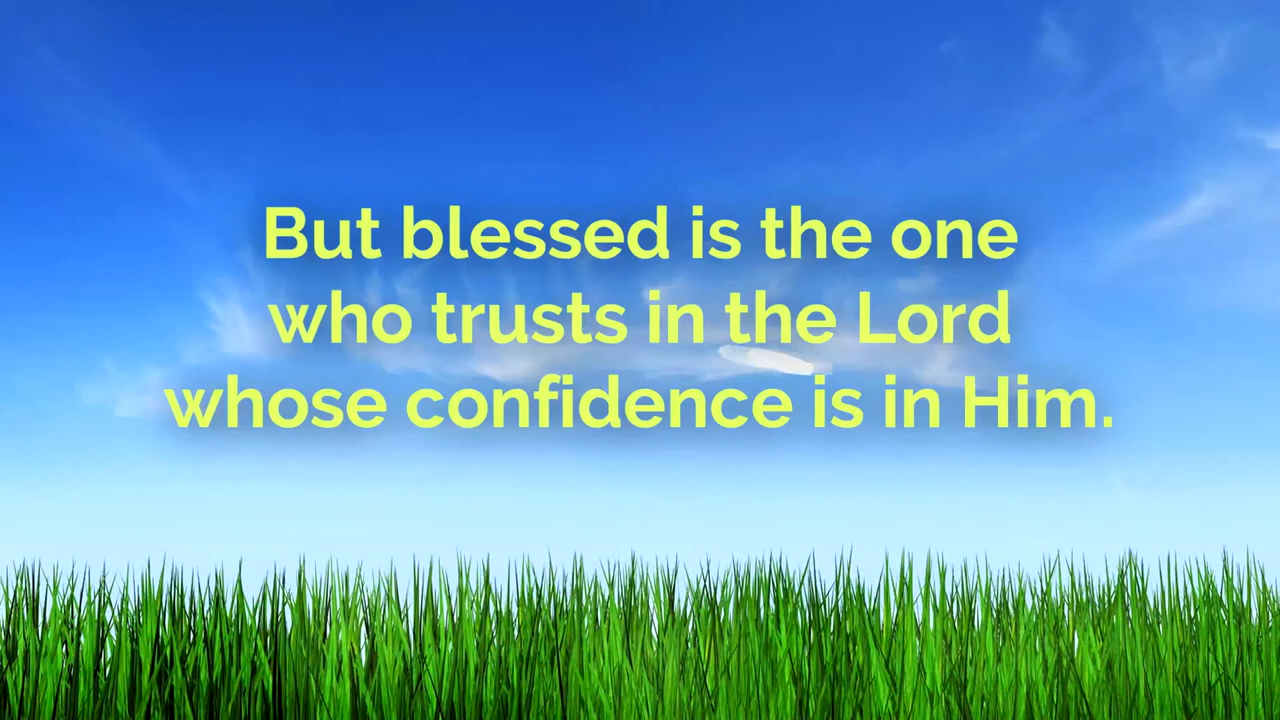 But blessed is the one
who trusts in the Lord
whose confidence is in Him.